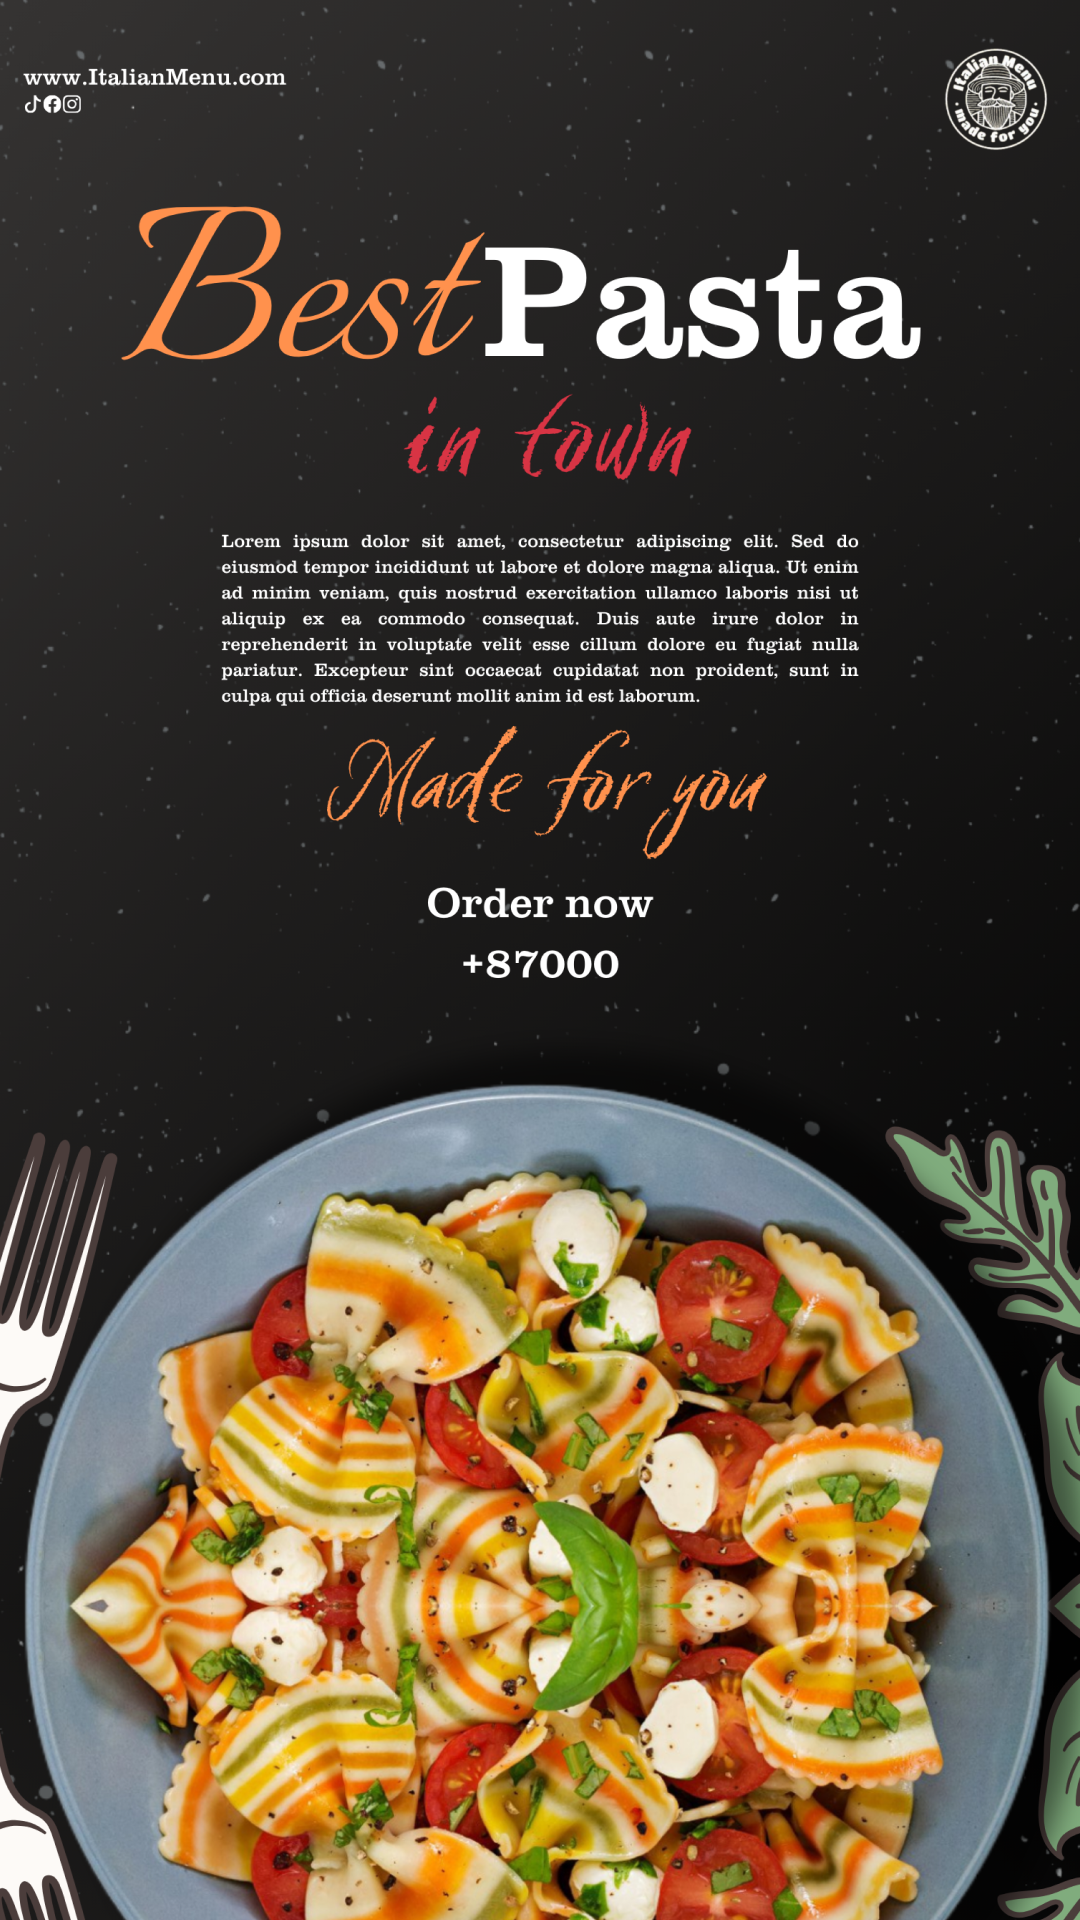 www.ItalianMenu.com
Italian Menu
made for you
Best Pasta
in town
Lorem ipsum dolor sit amet, consectetur adipiscing elit. Sed do
eiusmod tempor incididunt ut labore et dolore magna aliqua. Ut enim
ad minim veniam, quis nostrud exercitation ullamco laboris nisi ut
aliquip ex ea commodo consequat. Duis aute irure dolor in
reprehenderit in voluptate velit esse cillum dolore eu fugiat nulla
pariatur. Excepteur sint occaecat cupidatat non proident, sunt in
culpa qui officia deserunt mollit anim id est laborum.
Made for you
Order now
+87000